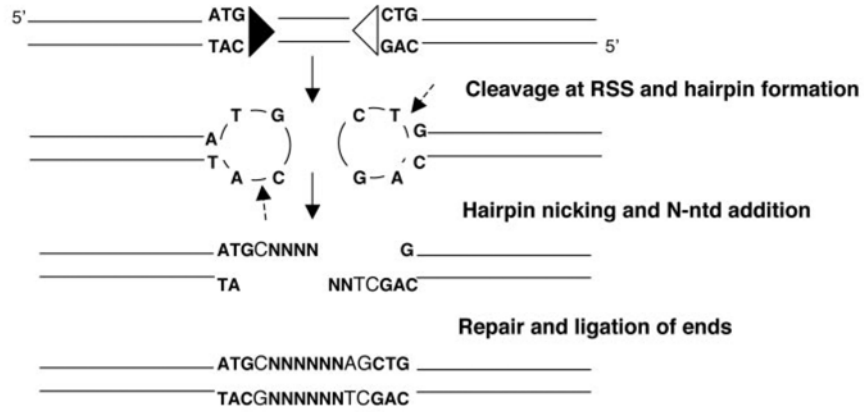 5' ATG CTG
TAC GAC 5'
Cleavage at RSS and hairpin formation
T G C T
A G
T C
A C G A
Hairpin nicking and N-ntd addition
ATGCNNNN G
TA NNTCGAC
Repair and ligation of ends
ATGCNNNNNNAGCTG
TACGNNNNNNTCGAC